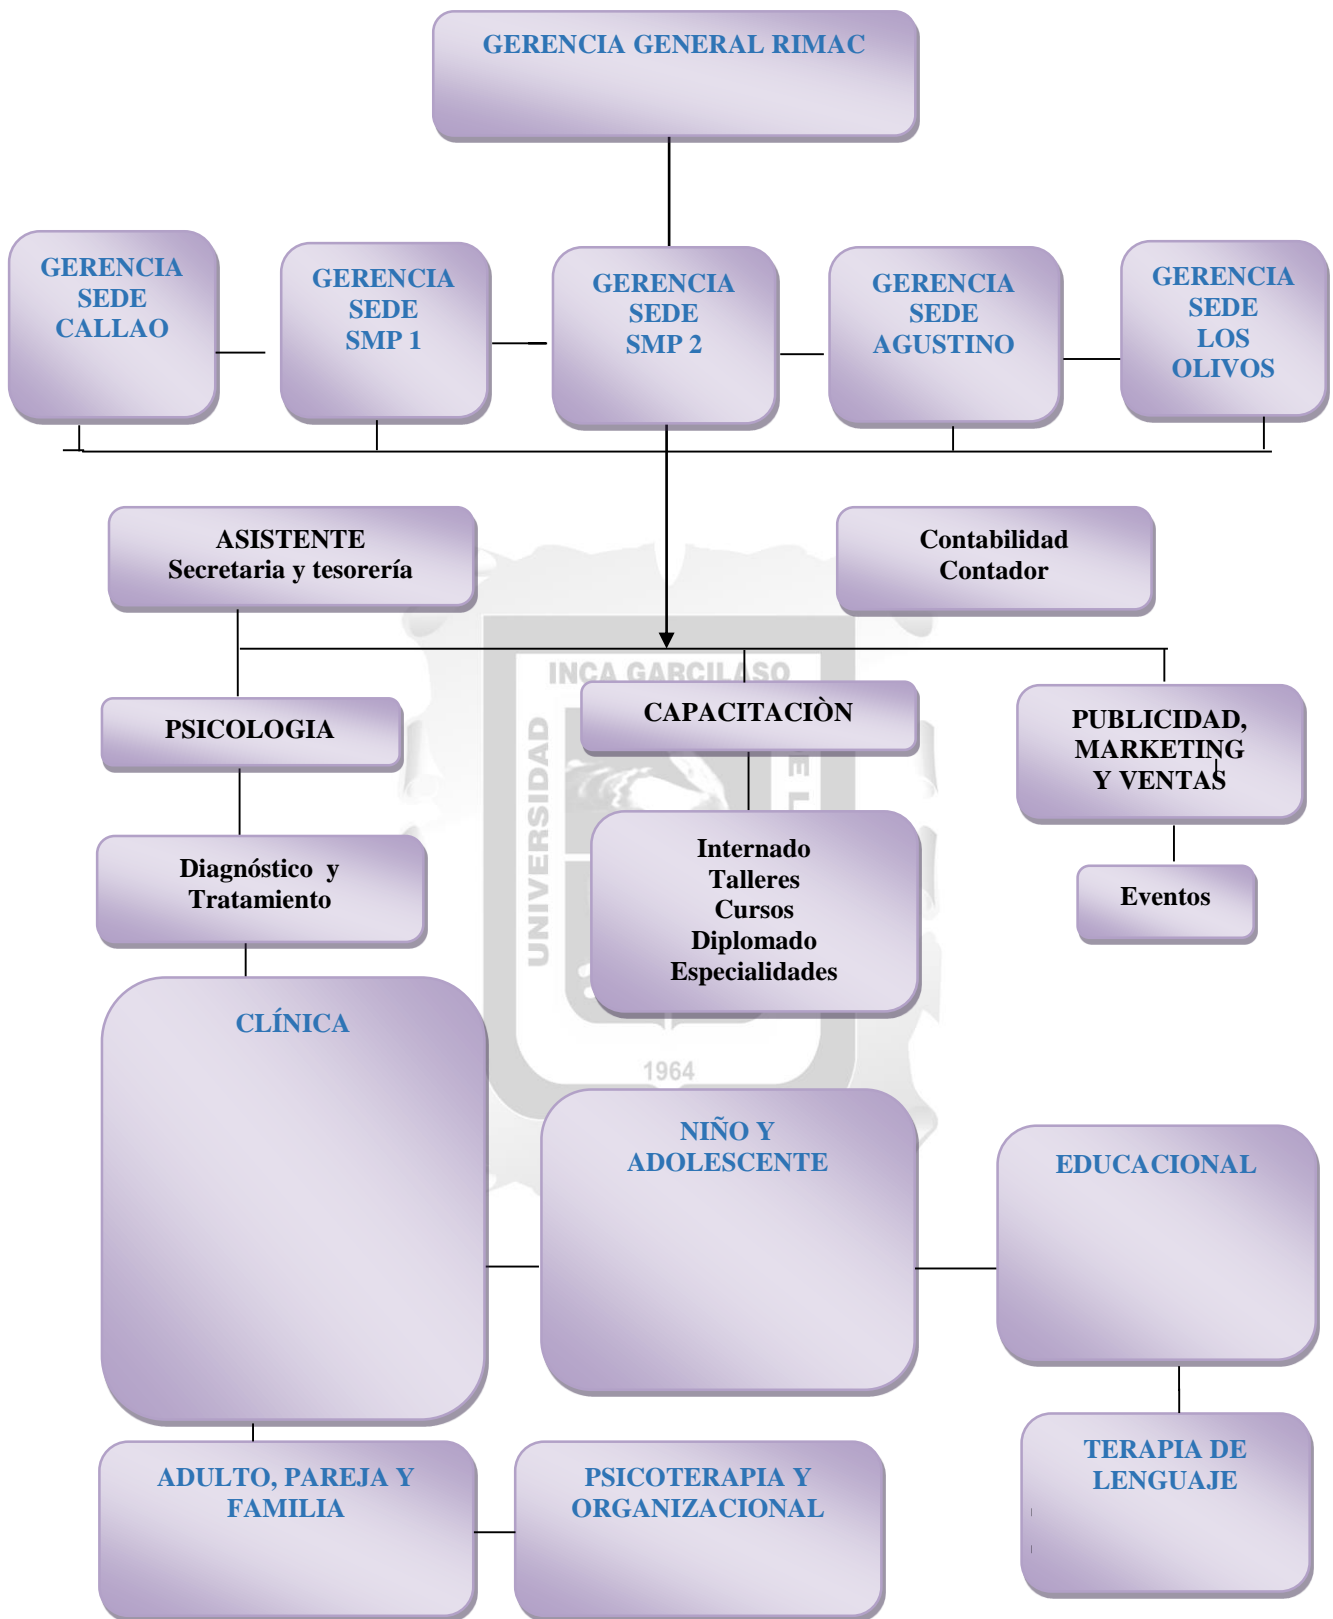 GERENCIA GENERAL RIMAC
GERENCIA
SEDE
CALLAO
GERENCIA
SEDE
SMP 1
GERENCIA
SEDE
SMP 2
GERENCIA
SEDE
AGUSTINO
GERENCIA
SEDE
LOS
OLIVOS
ASISTENTE
Secretaria y tesorería
Contabilidad
Contador
INCA GARCILASO
UNIVERSIDAD
1964
PSICOLOGIA
CAPACITACIÒN
PUBLICIDAD,
MARKETING
Y VENTAS
Diagnóstico y
Tratamiento
Internado
Talleres
Cursos
Diplomado
Especialidades
Eventos
CLÍNICA
NIÑO Y
ADOLESCENTE
EDUCACIONAL
ADULTO, PAREJA Y
FAMILIA
PSICOTERAPIA Y
ORGANIZACIONAL
TERAPIA DE
LENGUAJE